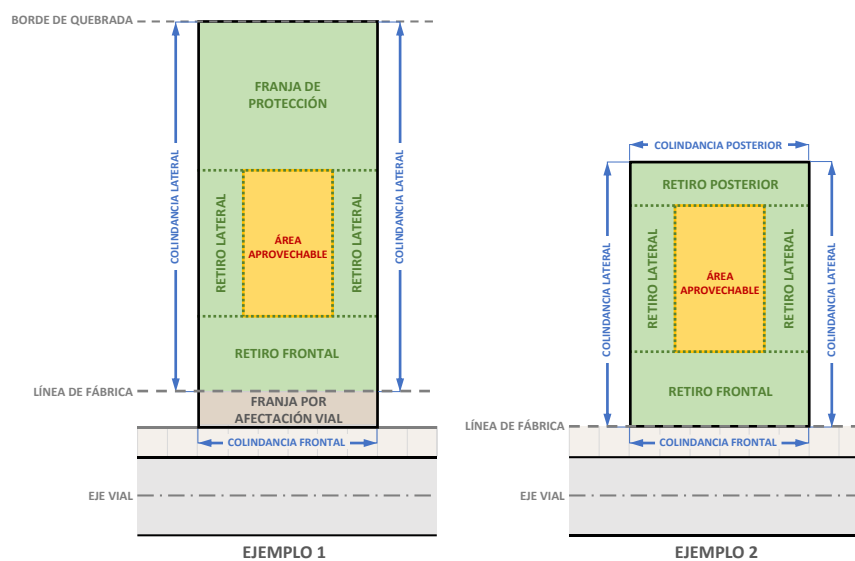 BORDE DE QUEBRADA
FRANJA DE
PROTECCIÓN
COLINDANCIA LATERAL
COLINDANCIA LATERAL
RETIRO LATERAL
ÁREA
APROVECHABLE
RETIRO LATERAL
RETIRO FRONTAL
LÍNEA DE FÁBRICA
FRANJA POR
AFECTACIÓN VIAL
COLINDANCIA FRONTAL
EJE VIAL
EJEMPLO 1
COLINDANCIA POSTERIOR
RETIRO POSTERIOR
COLINDANCIA LATERAL
RETIRO LATERAL
ÁREA
APROVECHABLE
RETIRO LATERAL
COLINDANCIA LATERAL
RETIRO FRONTAL
LÍNEA DE FÁBRICA
COLINDANCIA FRONTAL
EJE VIAL
EJEMPLO 2